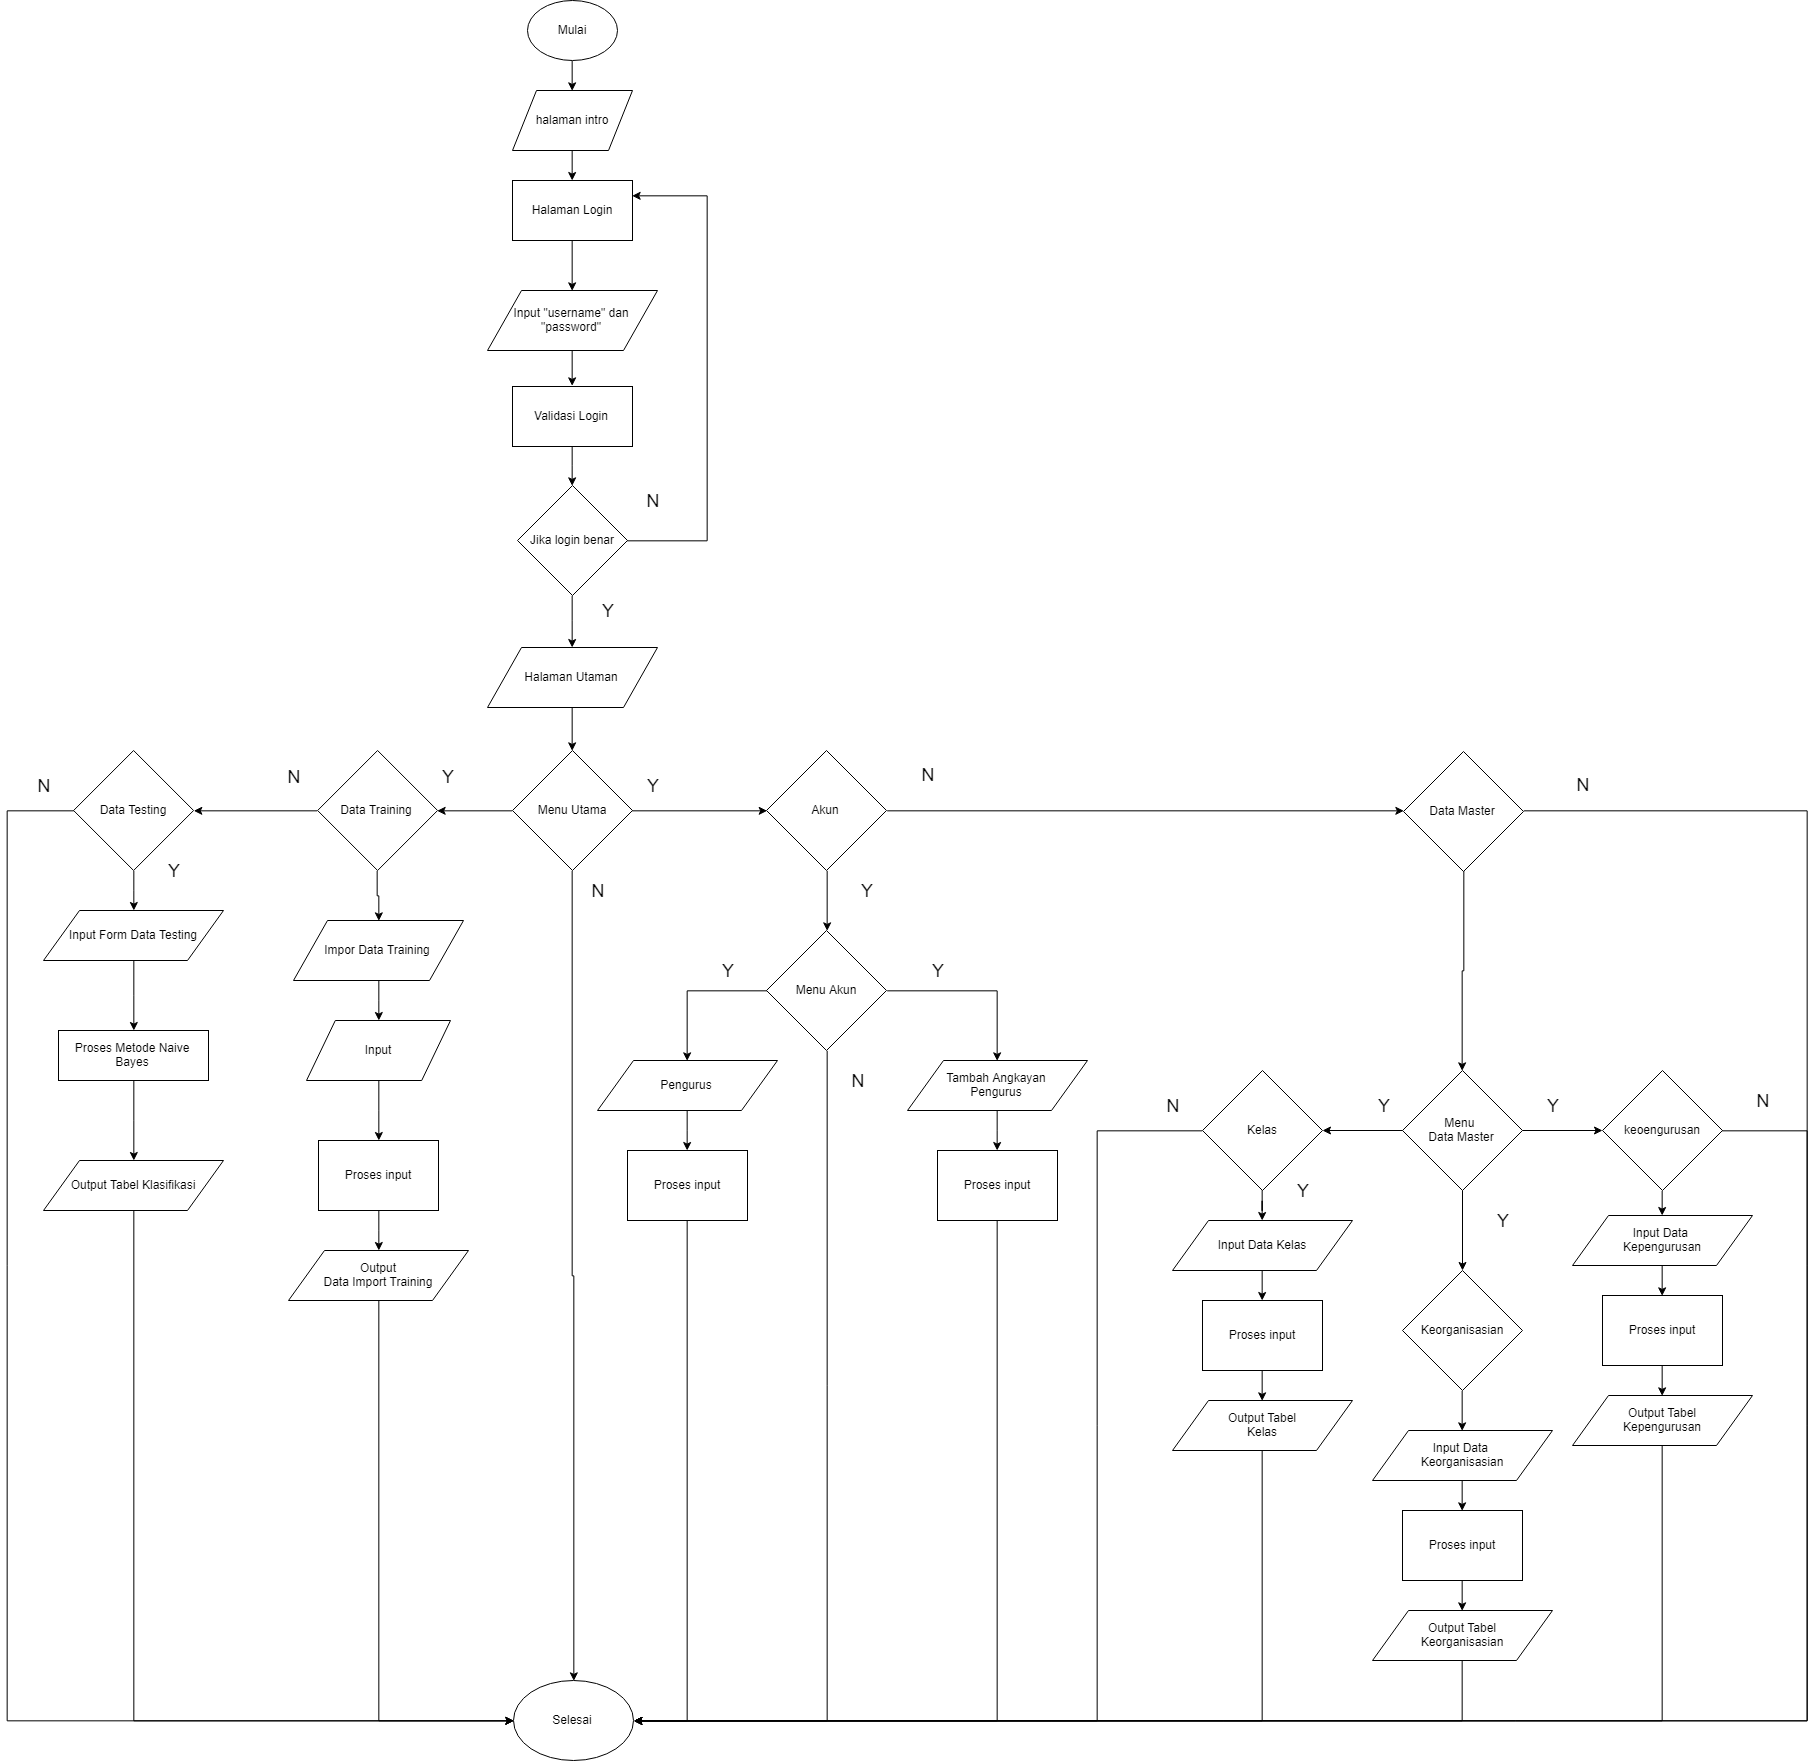 Mulai
halaman intro
Halaman Login
Input "username" dan
"password"
Validasi Login
N
Jika login benar
Y
Halaman Utaman
N
N
Y
Y
N
N
Data Testing
Data Training
Menu Utama
Akun
Data Master
Y
N
Y
Input Form Data Testing
Impor Data Training
Y
Y
Menu Akun
Proses Metode Naive
Bayes
Input
N
Pengurus
Tambah Angkayan
Pengurus
N
Y
Y
N
Kelas
Menu
Data Master
keoengurusan
Output Tabel Klasifikasi
Proses input
Proses input
Proses input
Y
Y
Input Data Kelas
Input Data
Kepengurusan
Output
Data Import Training
Proses input
Keorganisasian
Proses input
Output Tabel
Kelas
Output Tabel
Kepengurusan
Input Data
Keorganisasian
Proses input
Output Tabel
Keorganisasian
Selesai